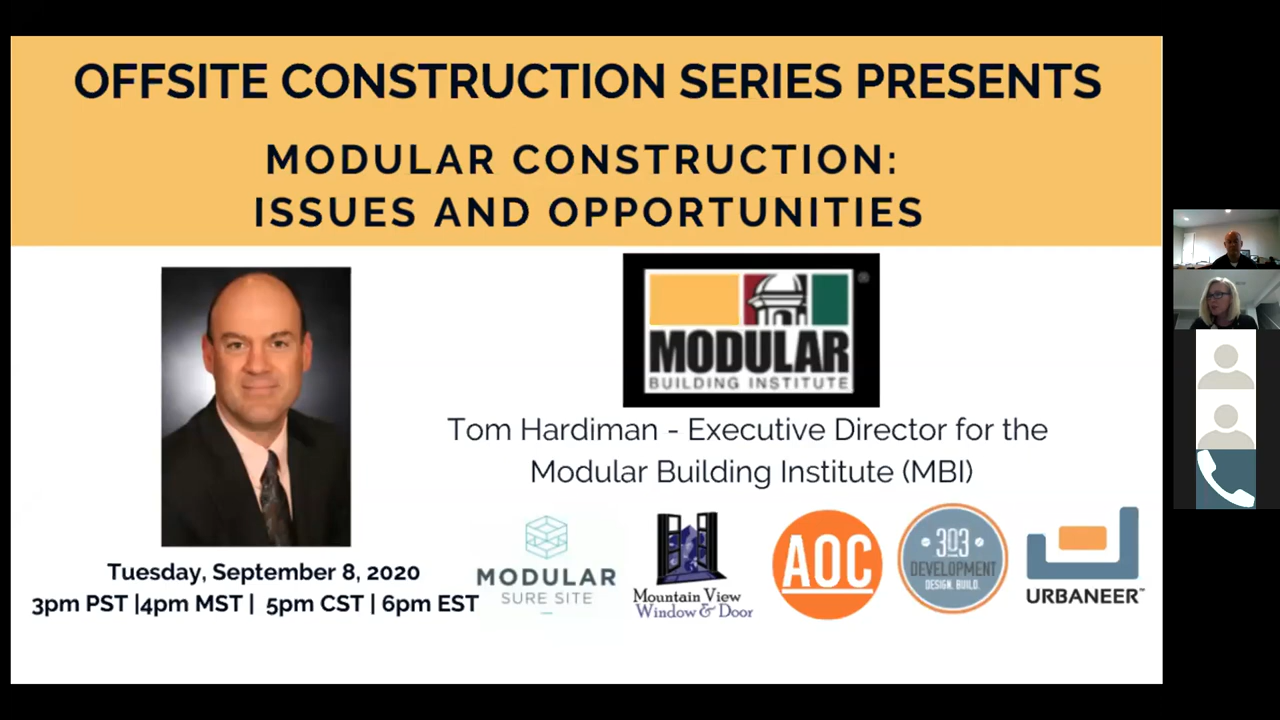 OFFSITE CONSTRUCTION SERIES PRESENTS
MODULAR CONSTRUCTION:
ISSUES AND OPPORTUNITIES
MODULAR
BUILDING INSTITUTE
®
Tom Hardiman - Executive Director for the
Modular Building Institute (MBI)
Tuesday, September 8, 2020
3pm PST |4pm MST | 5pm CST | 6pm EST
MODULAR
SURE SITE
Mountain View
Window & Door
AOC
303
DEVELOPMENT
DESIGN. BUILD.
URBANEER™